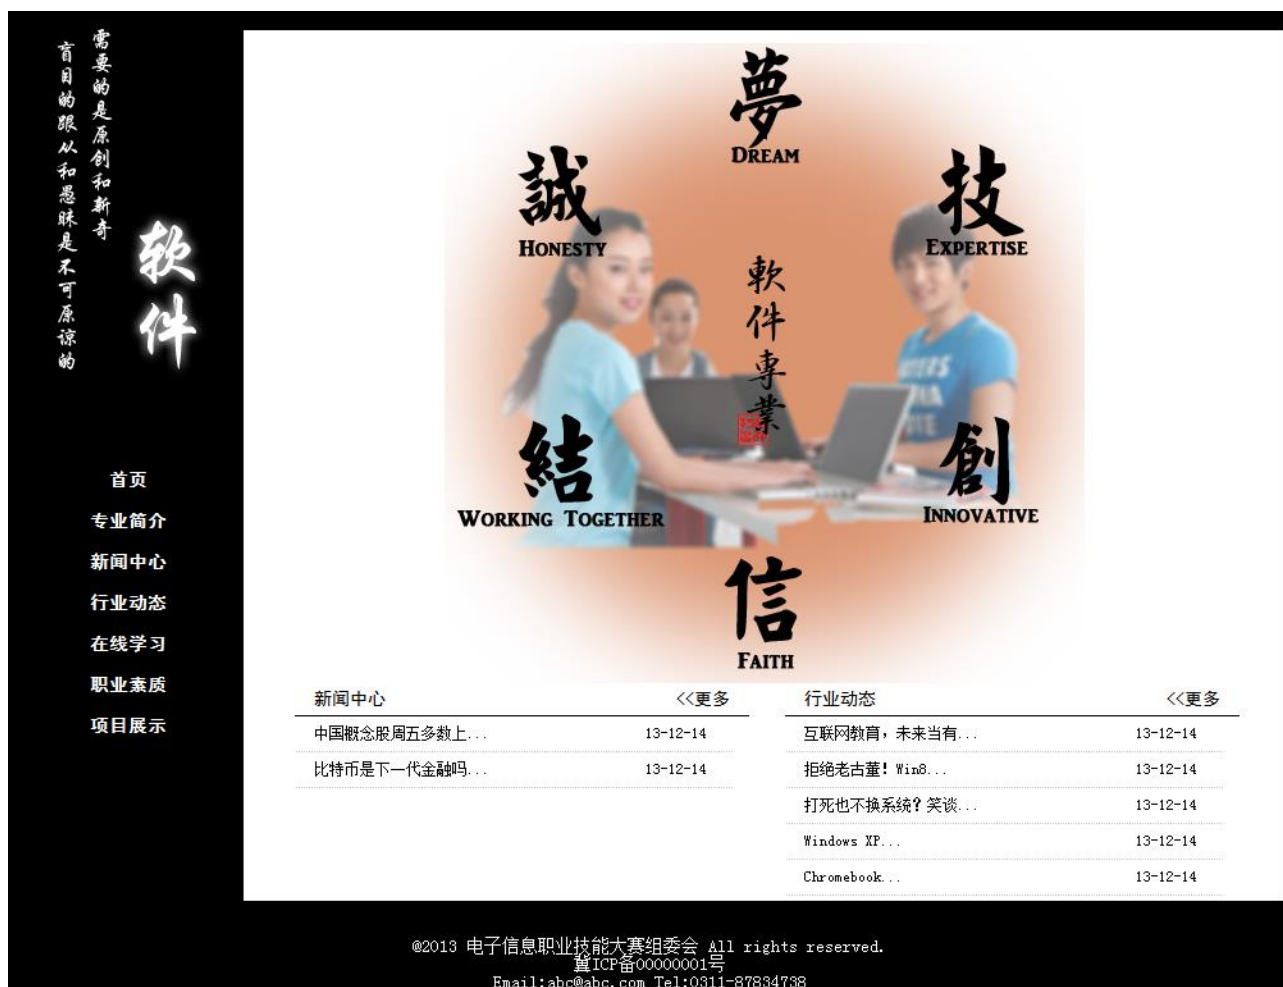 需要的是原创和新奇
盲目的跟从和愚昧是不可原谅的
软件
首页
专业简介
新闻中心
行业动态
在线学习
职业素质
项目展示
夢
DREAM
誠
HONESTY
技
EXPERTISE
軟件專業
結
WORKING TOGETHER
創
INNOVATIVE
信
FAITH
新闻中心 <<更多
中国概念股周五多数上... 13-12-14
比特币是下一代金融吗... 13-12-14
行业动态 <<更多
互联网教育，未来当有... 13-12-14
拒绝老古董！Win8... 13-12-14
打死也不换系统？笑谈... 13-12-14
Windows XP... 13-12-14
Chromebook... 13-12-14
@2013 电子信息职业技能大赛组委会 All rights reserved.
冀ICP备00000001号
Email:abc@abc.com Tel:0311-87834738